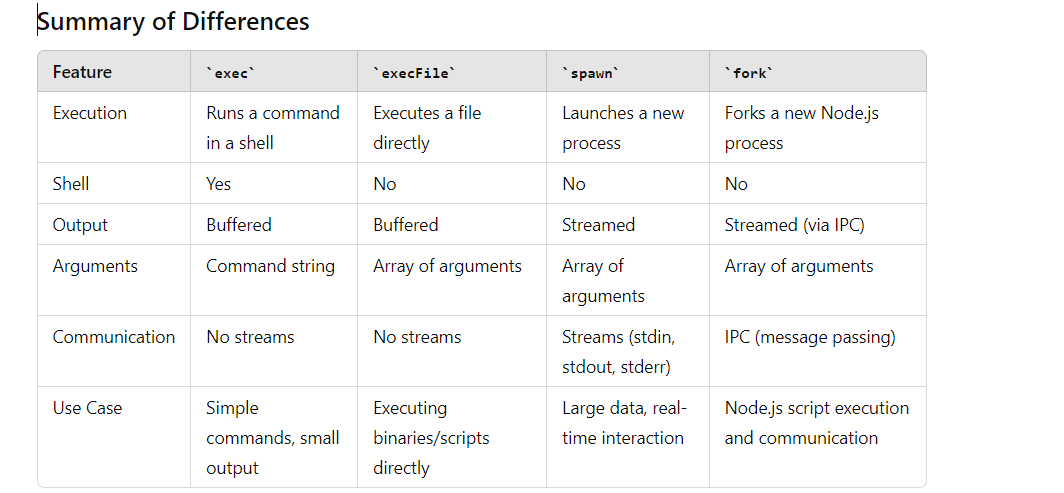 Summary of Differences
Feature `exec` `execFile` `spawn` `fork`
Execution Runs a command in a shell Executes a file directly Launches a new process Forks a new Node.js process
Shell Yes No No No
Output Buffered Buffered Streamed Streamed (via IPC)
Arguments Command string Array of arguments Array of arguments Array of arguments
Communication No streams No streams Streams (stdin, stdout, stderr) IPC (message passing)
Use Case Simple commands, small output Executing binaries/scripts directly Large data, real-time interaction Node.js script execution and communication